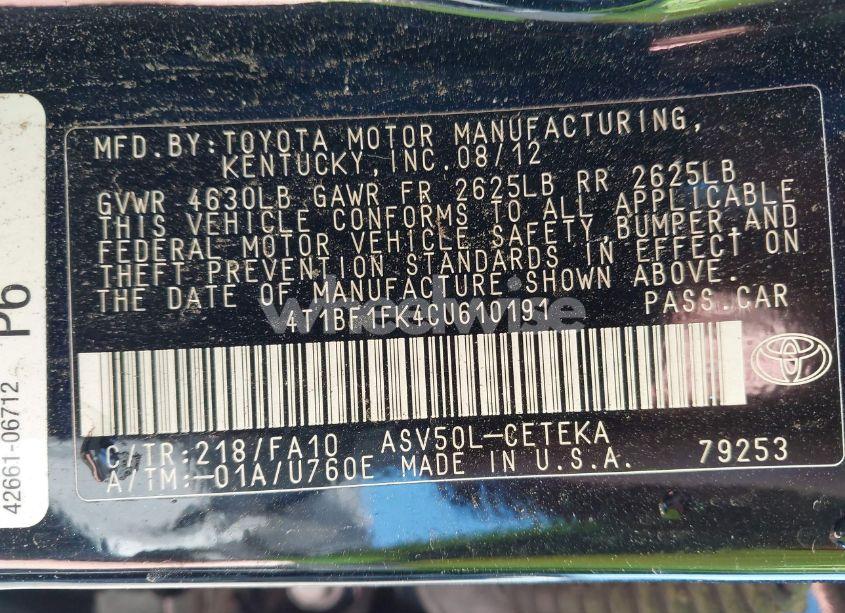 MFD.BY:TOYOTA MOTOR MANUFACTURING,
KENTUCKY,INC.08/12
GVWR 4630LB GAWR FR 2625LB RR 2625LB
THIS VEHICLE CONFORMS TO ALL APPLICABLE
FEDERAL MOTOR VEHICLE SAFETY,BUMPER,AND
THEFT PREVENTION STANDARDS IN EFFECT ON
THE DATE OF MANUFACTURE SHOWN ABOVE.
4T1BF1FK4CU610191 PASS.CAR
wheelwise
C/TR:218/FA10 ASV50L-CETEKA
A/TM:-01A/U760E MADE IN U.S.A. 79253
42661-06712